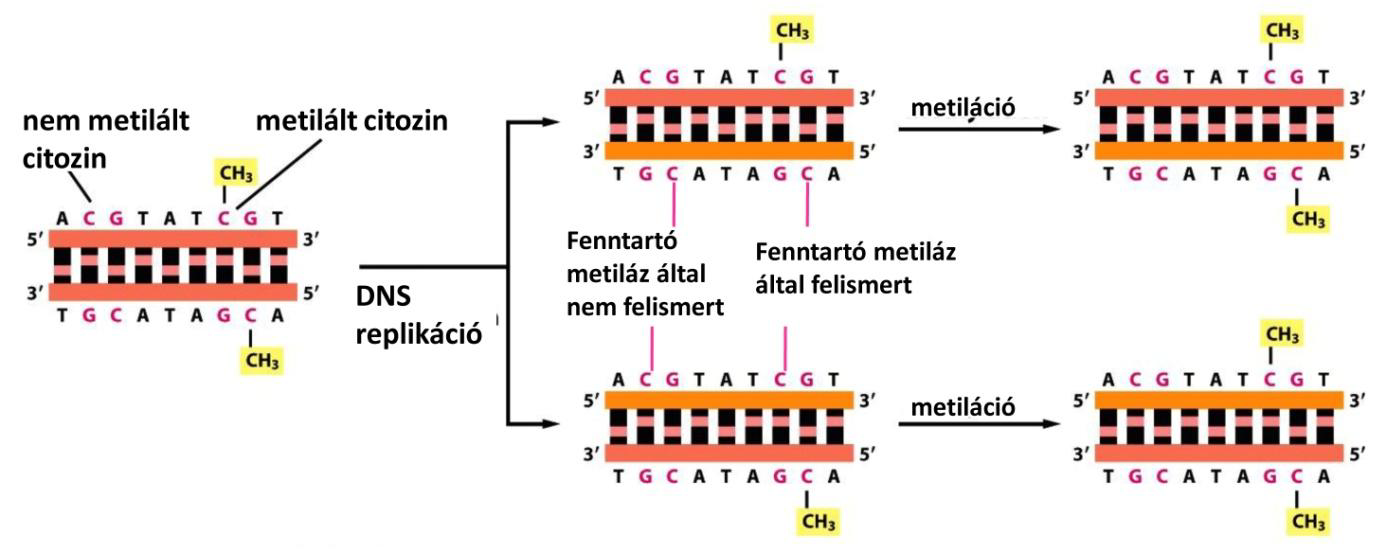 nem metilált
citozin
metilált citozin
CH₃
A C G T A T C G T
5′ 3′
3′ 5′
T G C A T A G C A
CH₃
DNS
replikáció
CH₃
A C G T A T C G T
5′ 3′
3′ 5′
T G C A T A G C A
Fenntartó
metiláz által
nem felismert
Fenntartó metiláz
által felismert
A C G T A T C G T
5′ 3′
3′ 5′
T G C A T A G C A
CH₃
metiláció
metiláció
CH₃
A C G T A T C G T
5′ 3′
3′ 5′
T G C A T A G C A
CH₃
CH₃
A C G T A T C G T
5′ 3′
3′ 5′
T G C A T A G C A
CH₃